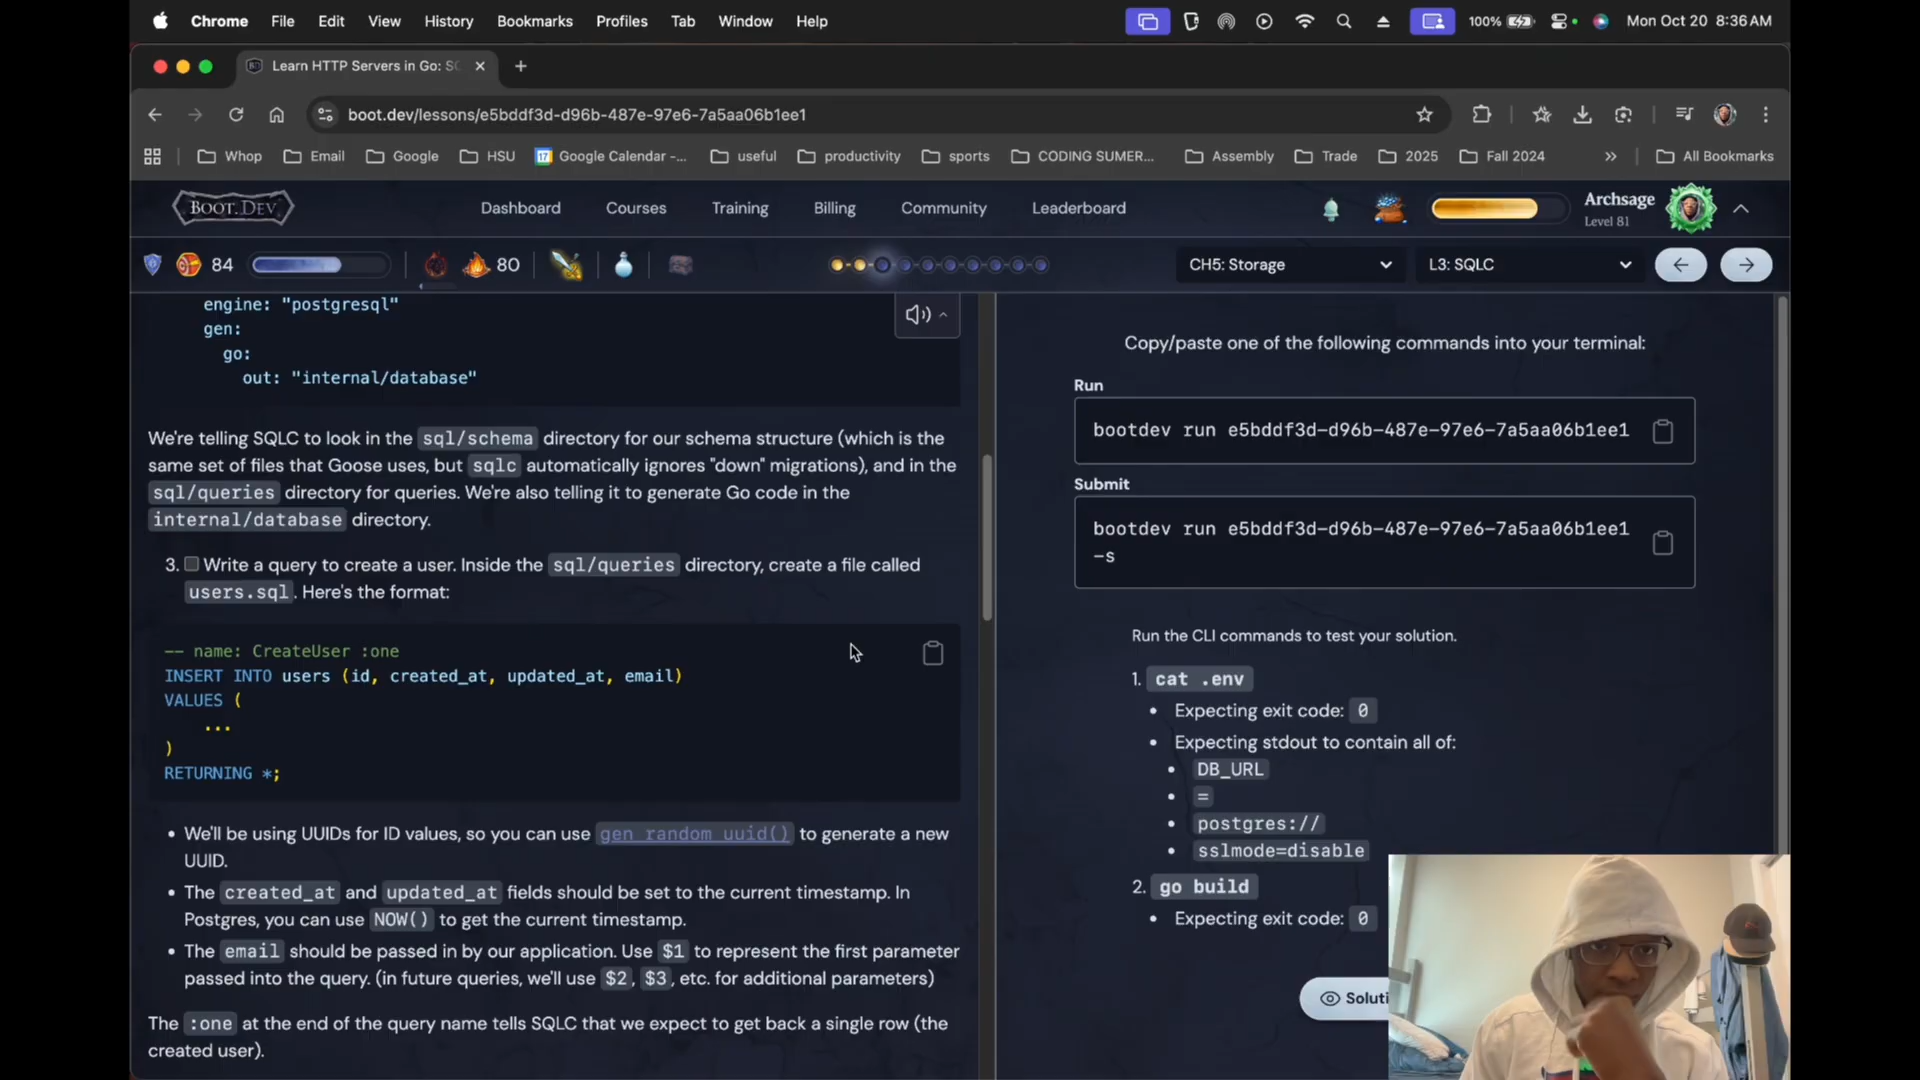 Chrome File Edit View History Bookmarks Profiles Tab Window Help 100% Mon Oct 20 8:36 AM
Learn HTTP Servers in Go: SQ
boot.dev/lessons/e5bddf3d-d96b-487e-97e6-7a5aa06b1ee1
Whop Email Google HSU 17 Google Calendar -... useful productivity sports CODING SUMER... Assembly Trade 2025 Fall 2024 » All Bookmarks
BOOT.DEV Dashboard Courses Training Billing Community Leaderboard Archsage
Level 81
84 80 CH5: Storage L3: SQLC
engine: "postgresql"
gen:
go:
out: "internal/database"
We're telling SQLC to look in the sql/schema directory for our schema structure (which is the
same set of files that Goose uses, but sqlc automatically ignores "down" migrations), and in the
sql/queries directory for queries. We're also telling it to generate Go code in the
internal/database directory.
3. Write a query to create a user. Inside the sql/queries directory, create a file called
users.sql. Here's the format:
-- name: CreateUser :one
INSERT INTO users (id, created_at, updated_at, email)
VALUES (
...
)
RETURNING *;
• We'll be using UUIDs for ID values, so you can use gen_random_uuid() to generate a new
UUID.
• The created_at and updated_at fields should be set to the current timestamp. In
Postgres, you can use NOW() to get the current timestamp.
• The email should be passed in by our application. Use $1 to represent the first parameter
passed into the query. (in future queries, we'll use $2, $3, etc. for additional parameters)
The :one at the end of the query name tells SQLC that we expect to get back a single row (the
created user).
Copy/paste one of the following commands into your terminal:
Run
bootdev run e5bddf3d-d96b-487e-97e6-7a5aa06b1ee1
Submit
bootdev run e5bddf3d-d96b-487e-97e6-7a5aa06b1ee1
-s
Run the CLI commands to test your solution.
1. cat .env
• Expecting exit code: 0
• Expecting stdout to contain all of:
• DB_URL
• =
• postgres://
• sslmode=disable
2. go build
• Expecting exit code: 0
Soluti